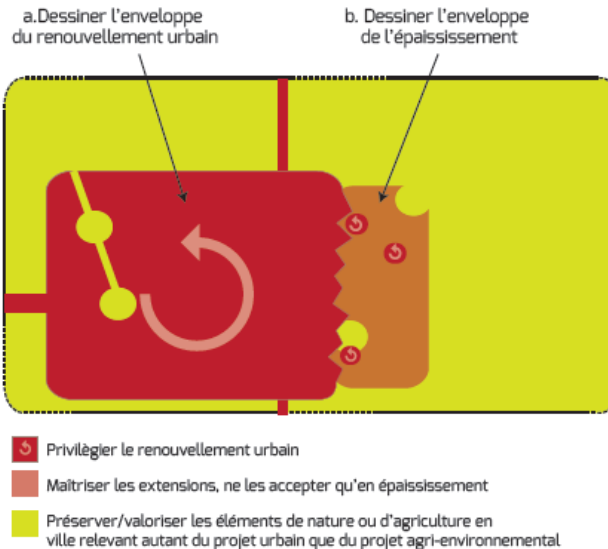 a.Dessiner l'enveloppe
du renouvellement urbain
b. Dessiner l'enveloppe
de l'épaississement
Privilègier le renouvellement urbain
Maîtriser les extensions, ne les accepter qu'en épaississement
Préserver/valoriser les éléments de nature ou d'agriculture en
ville relevant autant du projet urbain que du projet agri-environnemental